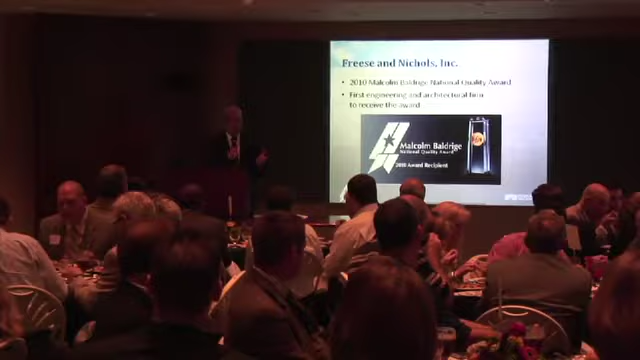 Freese and Nichols, Inc.
• 2010 Malcolm Baldrige National Quality Award
• First engineering and architectural firm
to receive the award
Malcolm Baldrige
National Quality Award
2010 Award Recipient